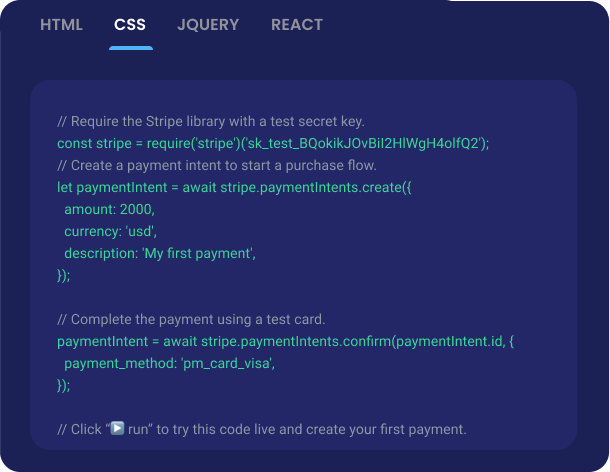 HTML CSS JQUERY REACT
// Require the Stripe library with a test secret key.
const stripe = require('stripe')('sk_test_BQokikJOvBiI2HlWgH4olfQ2');
// Create a payment intent to start a purchase flow.
let paymentIntent = await stripe.paymentIntents.create({
  amount: 2000,
  currency: 'usd',
  description: 'My first payment',
});
// Complete the payment using a test card.
paymentIntent = await stripe.paymentIntents.confirm(paymentIntent.id, {
  payment_method: 'pm_card_visa',
});
// Click “▶️ run” to try this code live and create your first payment.